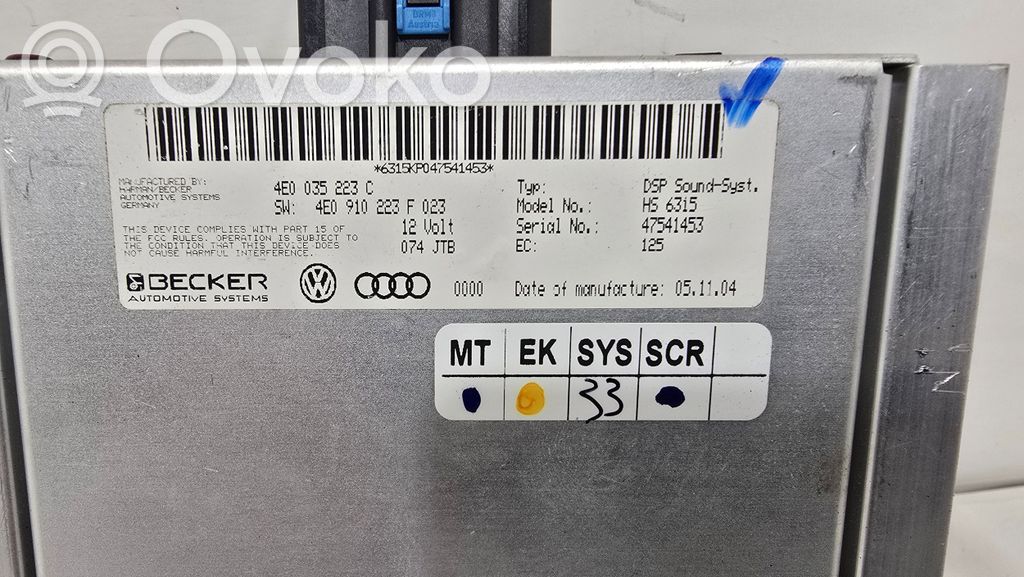 DRM3
Austria
Ovoko
*6315KP047541453*
MANUFACTURED BY:
HARMAN/BECKER
AUTOMOTIVE SYSTEMS
GERMANY
4E0 035 223 C
SW: 4E0 910 223 F 023
12 Volt
074 JTB
THIS DEVICE COMPLIES WITH PART 15 OF
THE FCC RULES. OPERATION IS SUBJECT TO
THE CONDITION THAT THIS DEVICE DOES
NOT CAUSE HARMFUL INTERFERENCE.
Typ: DSP Sound-Syst.
Model No.: HS 6315
Serial No.: 47541453
EC: 125
BECKER
AUTOMOTIVE SYSTEMS
0000 Date of manufacture: 05.11.04
MT EK SYS SCR
33